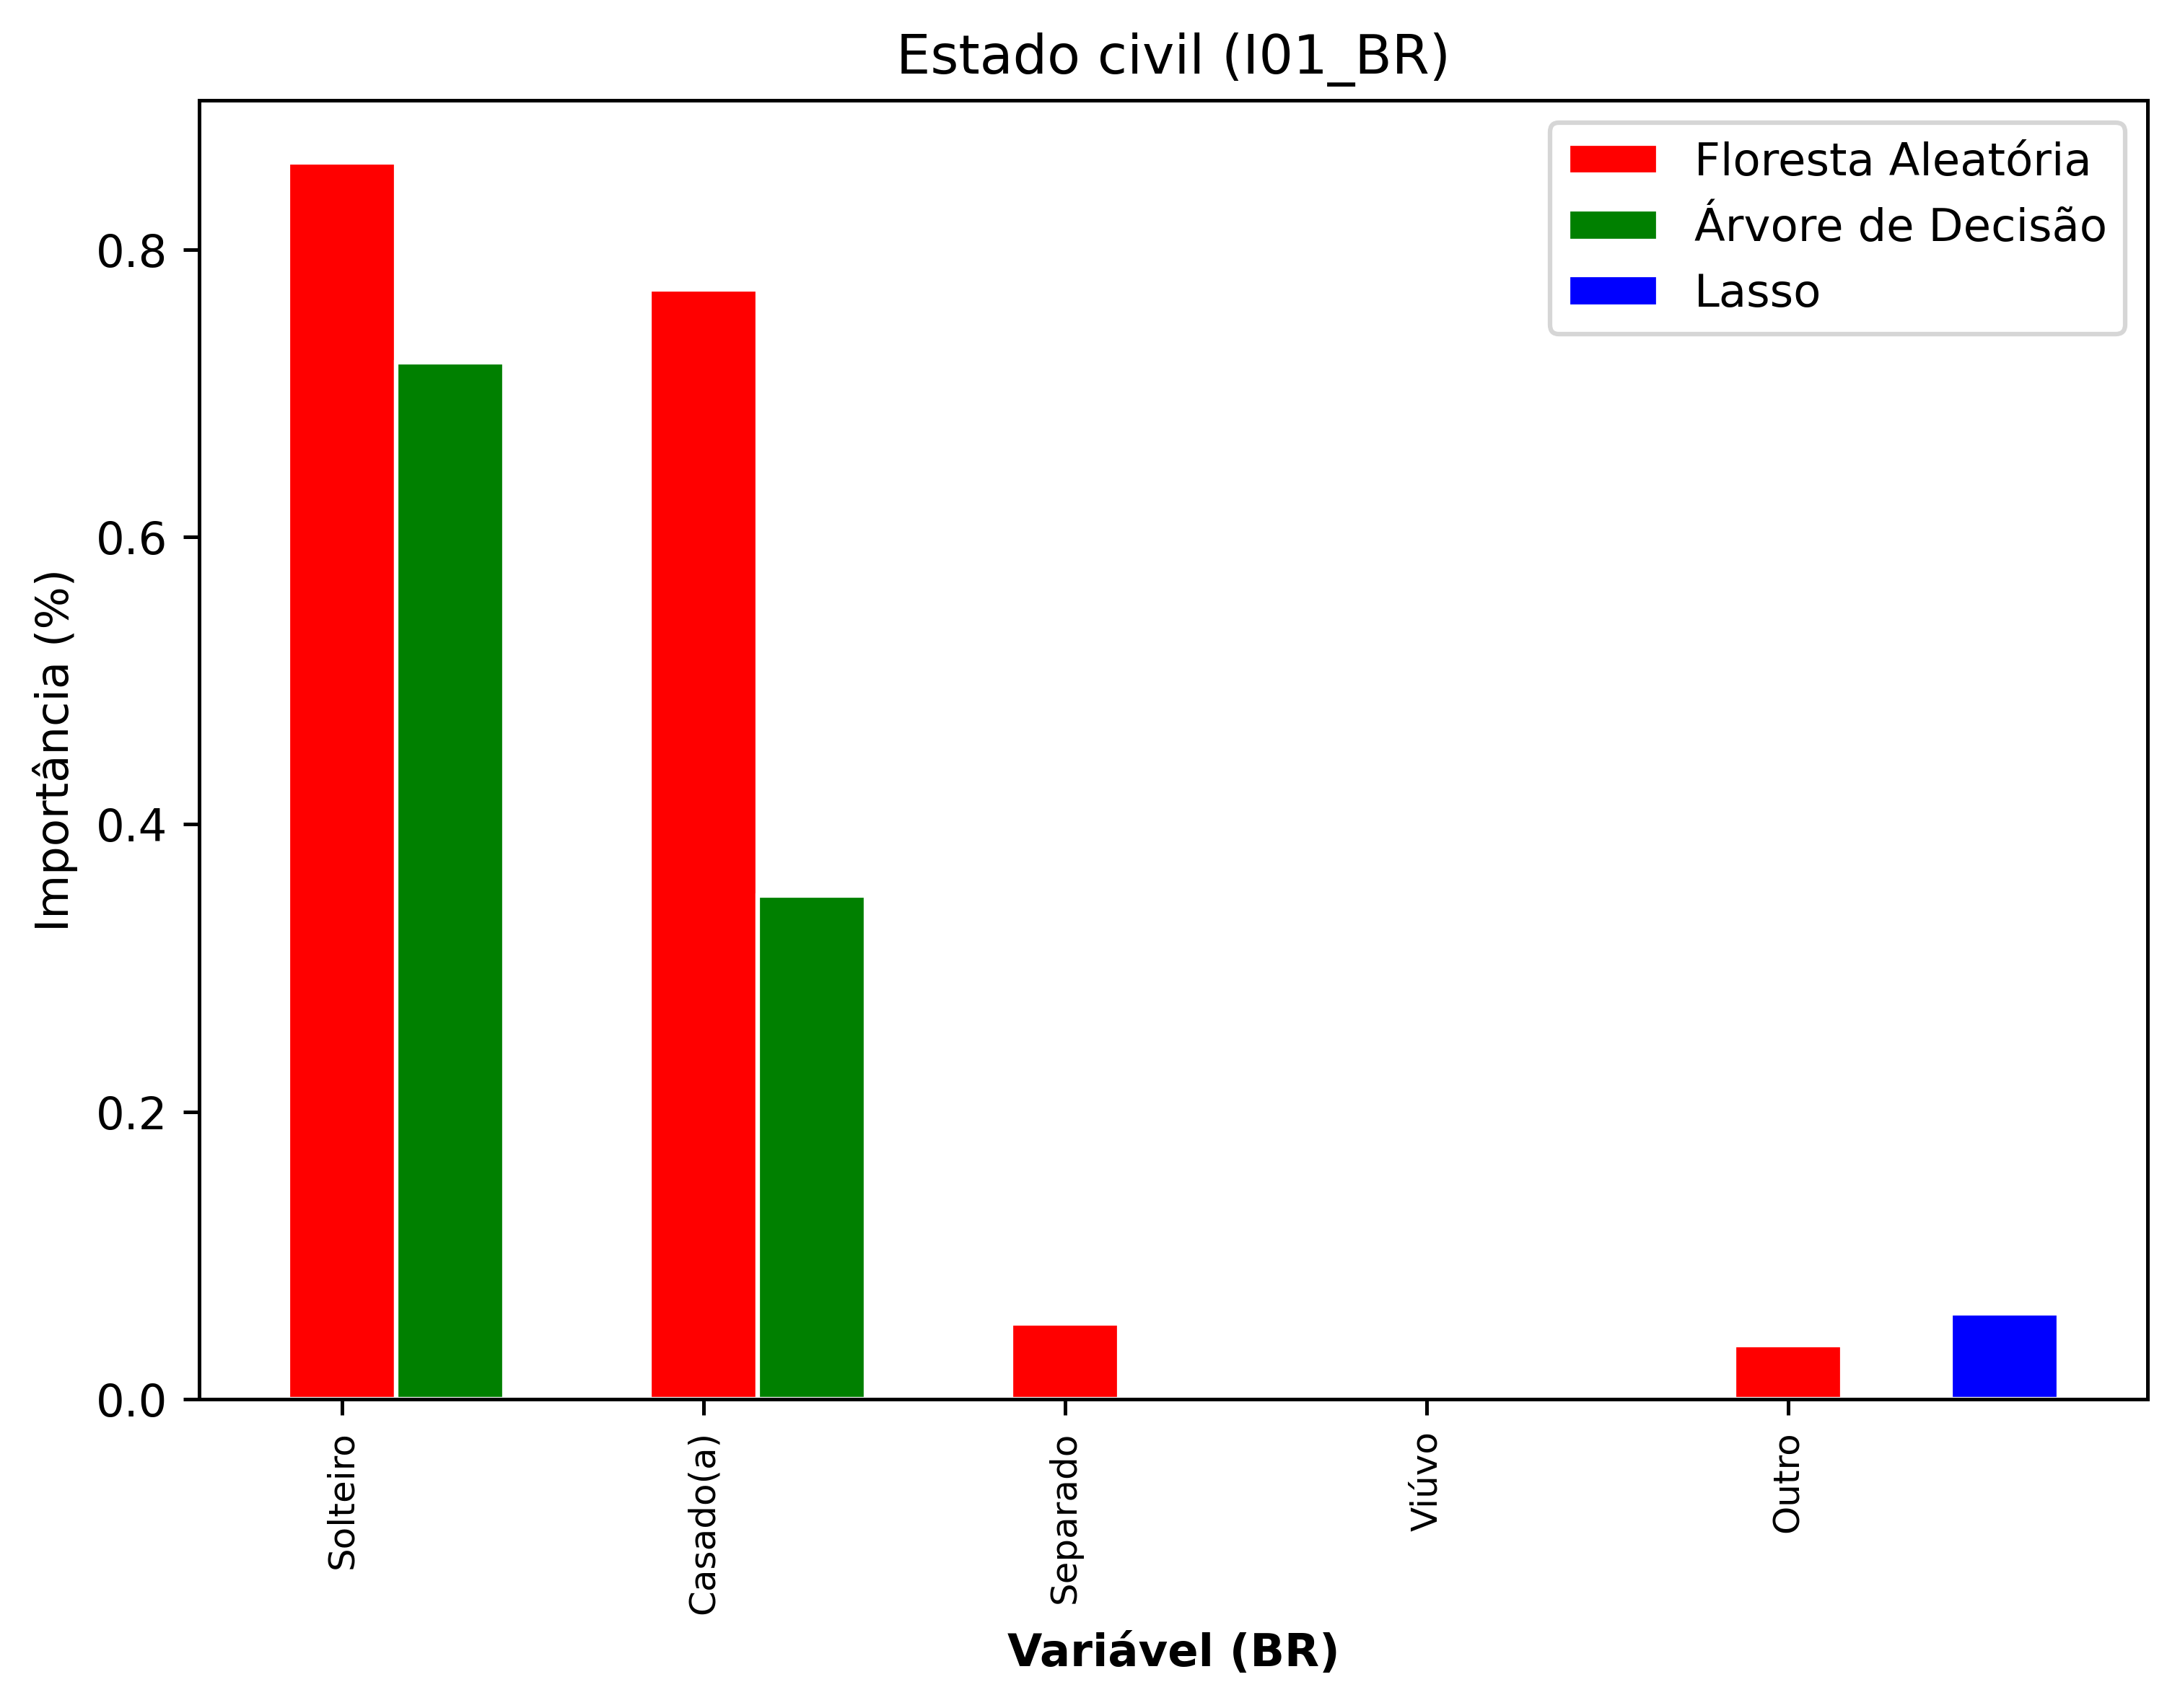 Estado civil (I01_BR)
Floresta Aleatória
Árvore de Decisão
Lasso
Importância (%)
0.8
0.6
0.4
0.2
0.0
Solteiro
Casado(a)
Separado
Viúvo
Outro
Variável (BR)